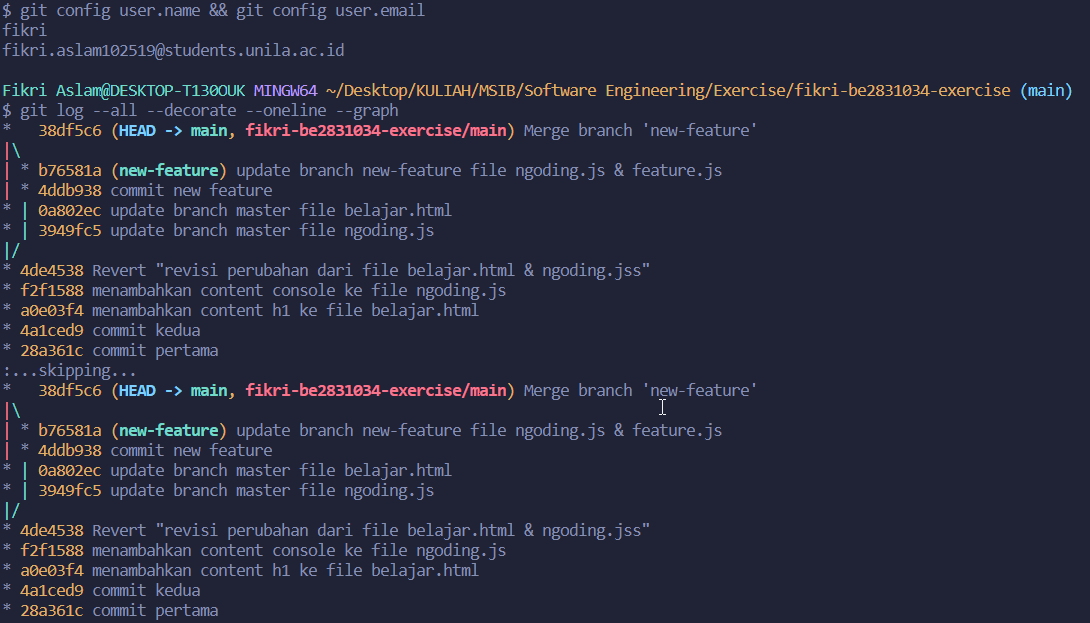 $ git config user.name && git config user.email
fikri
fikri.aslam102519@students.unila.ac.id
Fikri Aslam@DESKTOP-T130OUK MINGW64 ~/Desktop/KULIAH/MSIB/Software Engineering/Exercise/fikri-be2831034-exercise (main)
$ git log --all --decorate --oneline --graph
*   38df5c6 (HEAD -> main, fikri-be2831034-exercise/main) Merge branch 'new-feature'
|\
| * b76581a (new-feature) update branch new-feature file ngoding.js & feature.js
| * 4ddb938 commit new feature
* | 0a802ec update branch master file belajar.html
* | 3949fc5 update branch master file ngoding.js
|/
* 4de4538 Revert "revisi perubahan dari file belajar.html & ngoding.jss"
* f2f1588 menambahkan content console ke file ngoding.js
* a0e03f4 menambahkan content h1 ke file belajar.html
* 4a1ced9 commit kedua
* 28a361c commit pertama
:...skipping...
*   38df5c6 (HEAD -> main, fikri-be2831034-exercise/main) Merge branch 'new-feature'
|\
| * b76581a (new-feature) update branch new-feature file ngoding.js & feature.js
| * 4ddb938 commit new feature
* | 0a802ec update branch master file belajar.html
* | 3949fc5 update branch master file ngoding.js
|/
* 4de4538 Revert "revisi perubahan dari file belajar.html & ngoding.jss"
* f2f1588 menambahkan content console ke file ngoding.js
* a0e03f4 menambahkan content h1 ke file belajar.html
* 4a1ced9 commit kedua
* 28a361c commit pertama